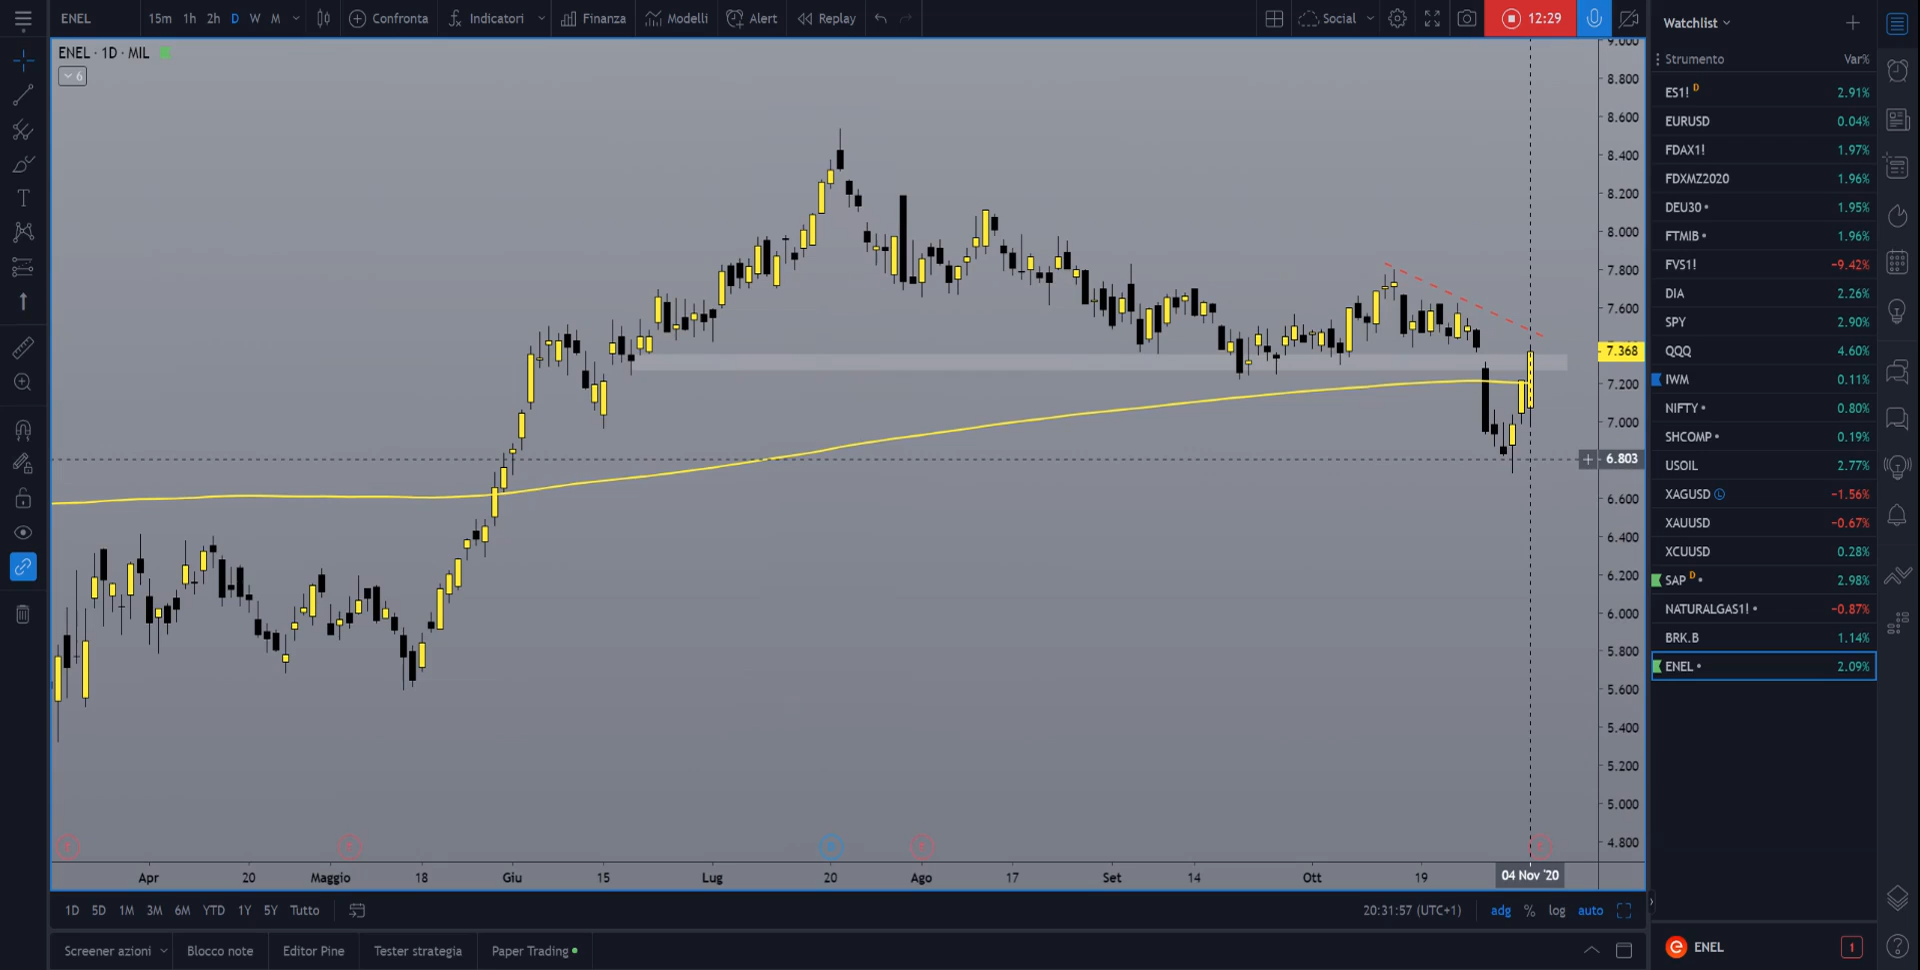 ENEL 15m 1h 2h D W M Confronta Indicatori Finanza Modelli Alert Replay Social 12:29
Watchlist
ENEL · 1D · MIL
6
Strumento Var%
ES1! D 2.91%
EURUSD 0.04%
FDAX1! 1.97%
FDXMZ2020 1.96%
DEU30 • 1.95%
FTMIB • 1.96%
FVS1! −9.42%
DIA 2.26%
SPY 2.90%
QQQ 4.60%
IWM 0.11%
NIFTY • 0.80%
SHCOMP • 0.19%
USOIL 2.77%
XAGUSD L −1.56%
XAUUSD −0.67%
XCUUSD 0.28%
SAP D • 2.98%
NATURALGAS1! • −0.87%
BRK.B 1.14%
ENEL • 2.09%
9.000
8.800
8.600
8.400
8.200
8.000
7.800
7.600
7.368
7.200
7.000
6.803
6.600
6.400
6.200
6.000
5.800
5.600
5.400
5.200
5.000
4.800
Apr 20 Maggio 18 Giu 15 Lug 20 Ago 17 Set 14 Ott 19 04 Nov '20
1D 5D 1M 3M 6M YTD 1Y 5Y Tutto 20:31:57 (UTC+1) adg % log auto
Screener azioni Blocco note Editor Pine Tester strategia Paper Trading
ENEL 1